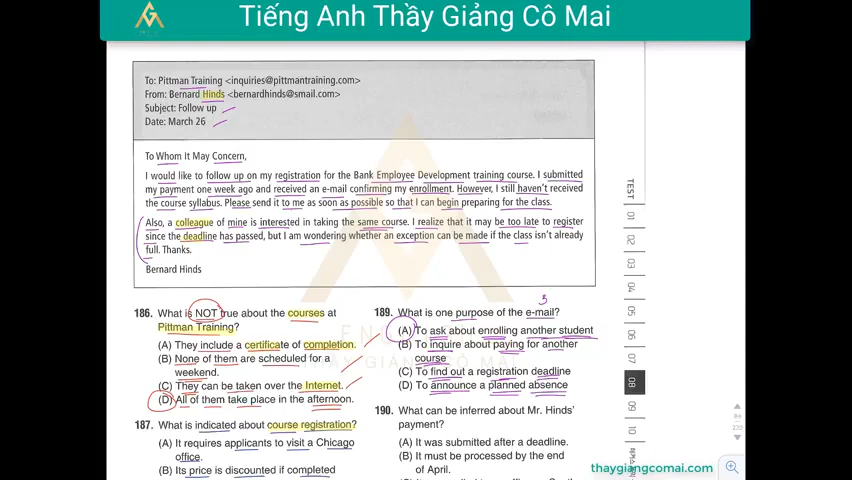 Tiếng Anh Thầy Giảng Cô Mai
To: Pittman Training <inquiries@pittmantraining.com>
From: Bernard Hinds <bernardhinds@smail.com>
Subject: Follow up
Date: March 26
To Whom It May Concern,
I would like to follow up on my registration for the Bank Employee Development training course. I submitted
my payment one week ago and received an e-mail confirming my enrollment. However, I still haven't received
the course syllabus. Please send it to me as soon as possible so that I can begin preparing for the class.
Also, a colleague of mine is interested in taking the same course. I realize that it may be too late to register
since the deadline has passed, but I am wondering whether an exception can be made if the class isn't already
full. Thanks.
Bernard Hinds
186. What is NOT true about the courses at
Pittman Training?
(A) They include a certificate of completion.
(B) None of them are scheduled for a
weekend.
(C) They can be taken over the Internet.
(D) All of them take place in the afternoon.
187. What is indicated about course registration?
(A) It requires applicants to visit a Chicago
office.
(B) Its price is discounted if completed
3
189. What is one purpose of the e-mail?
(A) To ask about enrolling another student
(B) To inquire about paying for another
course
(C) To find out a registration deadline
(D) To announce a planned absence
190. What can be inferred about Mr. Hinds'
payment?
(A) It was submitted after a deadline.
(B) It must be processed by the end
of April.
TEST
01
02
03
04
05
06
07
08
09
10
THẦY GIẢNG CÔ MAI
thaygiangcomai.com